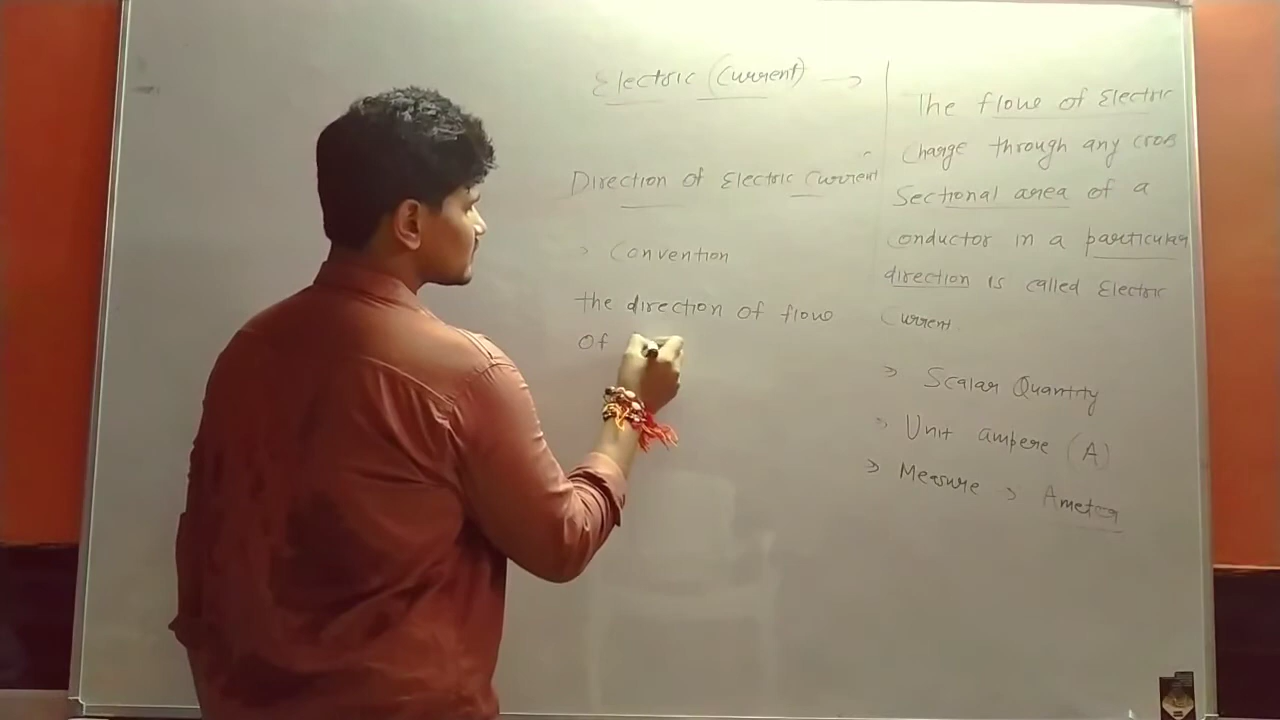 Electric (Current) →
Direction of Electric Current
> Convention
the direction of flow
of
The flow of Electric
Charge through any cross
Sectional area of a
Conductor in a particular
direction is called Electric
Current.
> Scalar Quantity
> Unit ampere (A)
> Measure > Ameter